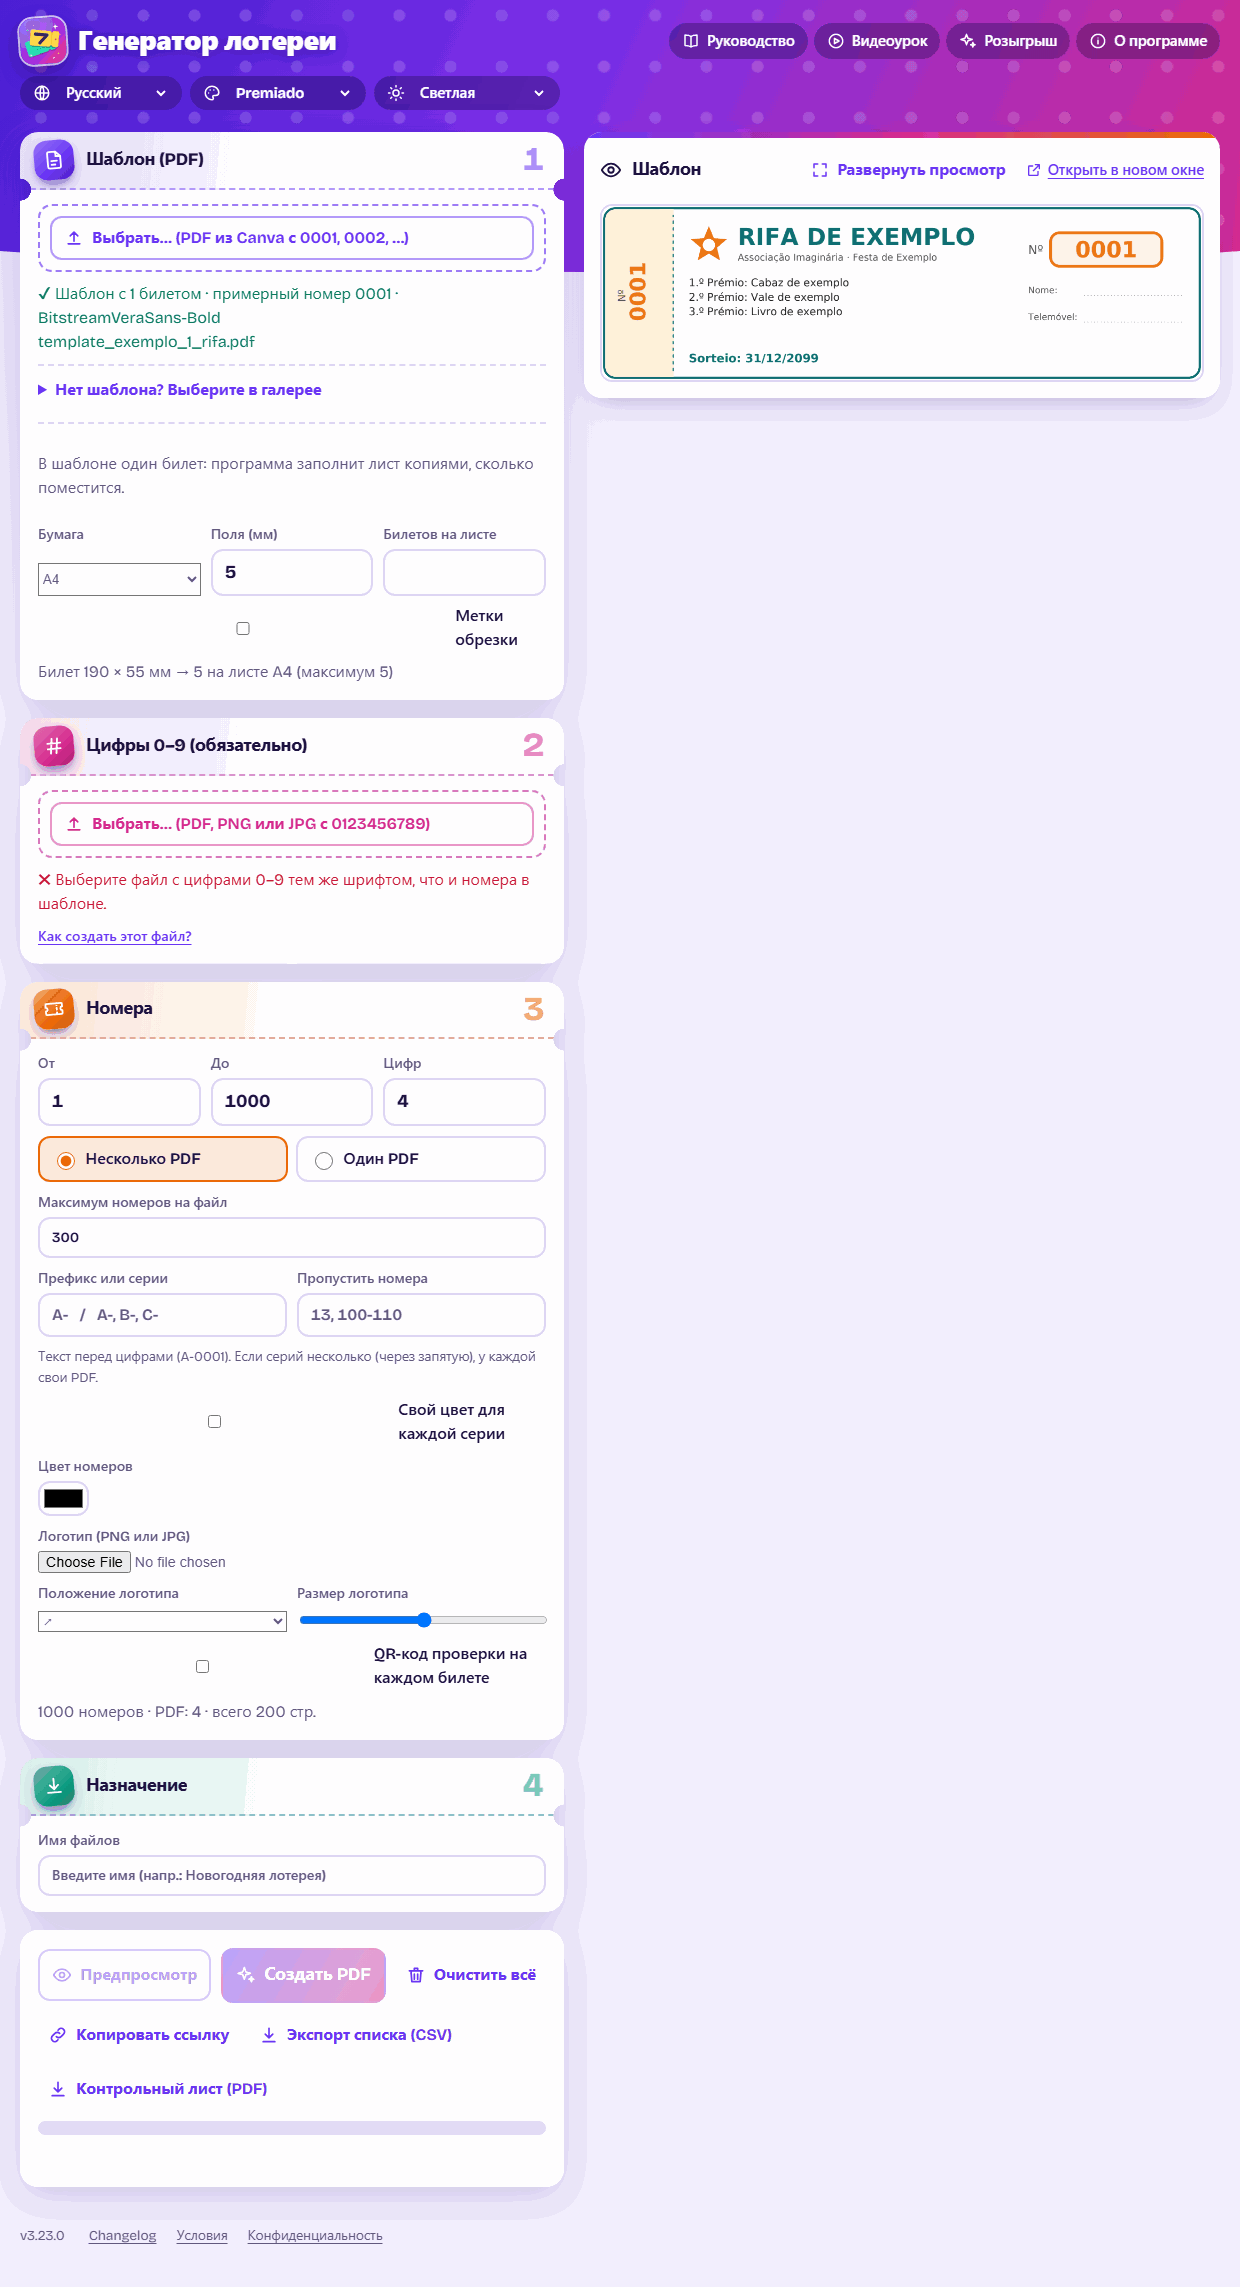 Генератор лотереи
Руководство
Видеоурок
Розыгрыш
О программе
Русский
Premiado
Светлая
Шаблон (PDF)
1
Выбрать... (PDF из Canva с 0001, 0002, ...)
✓ Шаблон с 1 билетом · примерный номер 0001 ·
BitstreamVeraSans-Bold
template_exemplo_1_rifa.pdf
Нет шаблона? Выберите в галерее
В шаблоне один билет: программа заполнит лист копиями, сколько
поместится.
Бумага
Поля (мм)
Билетов на листе
A4
5
Метки
обрезки
Билет 190 × 55 мм → 5 на листе A4 (максимум 5)
Цифры 0–9 (обязательно)
2
Выбрать... (PDF, PNG или JPG с 0123456789)
✕ Выберите файл с цифрами 0–9 тем же шрифтом, что и номера в
шаблоне.
Как создать этот файл?
Номера
3
От
До
Цифр
1
1000
4
Несколько PDF
Один PDF
Максимум номеров на файл
300
Префикс или серии
Пропустить номера
A- / A-, B-, C-
13, 100-110
Текст перед цифрами (A-0001). Если серий несколько (через запятую), у каждой
свои PDF.
Свой цвет для
каждой серии
Цвет номеров
Логотип (PNG или JPG)
Choose File No file chosen
Положение логотипа
Размер логотипа
↗
QR-код проверки на
каждом билете
1000 номеров · PDF: 4 · всего 200 стр.
Назначение
4
Имя файлов
Введите имя (напр.: Новогодняя лотерея)
Предпросмотр
Создать PDF
Очистить всё
Копировать ссылку
Экспорт списка (CSV)
Контрольный лист (PDF)
v3.23.0
Changelog
Условия
Конфиденциальность
Шаблон
Развернуть просмотр
Открыть в новом окне
Nº
0001
RIFA DE EXEMPLO
Associação Imaginária · Festa de Exemplo
1.º Prémio: Cabaz de exemplo
2.º Prémio: Vale de exemplo
3.º Prémio: Livro de exemplo
Sorteio: 31/12/2099
Nº 0001
Nome:
Telemóvel: